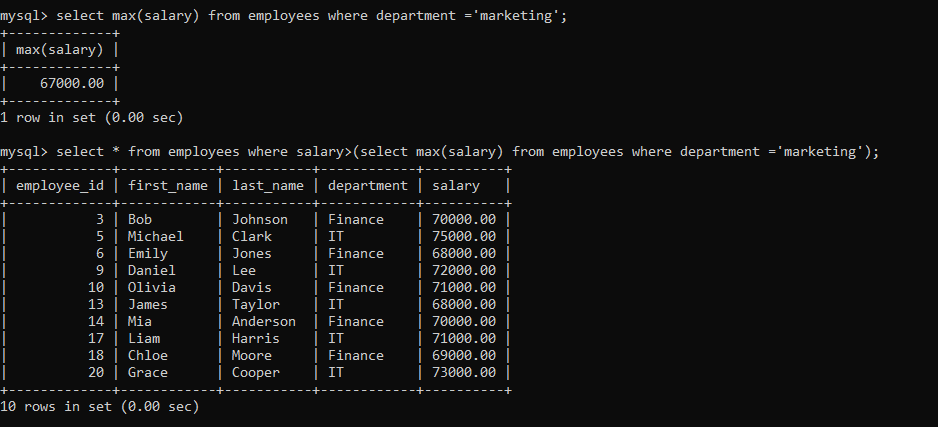 mysql> select max(salary) from employees where department ='marketing';
+-------------+
| max(salary) |
+-------------+
|    67000.00 |
+-------------+
1 row in set (0.00 sec)

mysql> select * from employees where salary>(select max(salary) from employees where department ='marketing');
+-------------+------------+-----------+------------+----------+
| employee_id | first_name | last_name | department | salary   |
+-------------+------------+-----------+------------+----------+
|           3 | Bob        | Johnson   | Finance    | 70000.00 |
|           5 | Michael    | Clark     | IT         | 75000.00 |
|           6 | Emily      | Jones     | Finance    | 68000.00 |
|           9 | Daniel     | Lee       | IT         | 72000.00 |
|          10 | Olivia     | Davis     | Finance    | 71000.00 |
|          13 | James      | Taylor    | IT         | 68000.00 |
|          14 | Mia        | Anderson  | Finance    | 70000.00 |
|          17 | Liam       | Harris    | IT         | 71000.00 |
|          18 | Chloe      | Moore     | Finance    | 69000.00 |
|          20 | Grace      | Cooper    | IT         | 73000.00 |
+-------------+------------+-----------+------------+----------+
10 rows in set (0.00 sec)